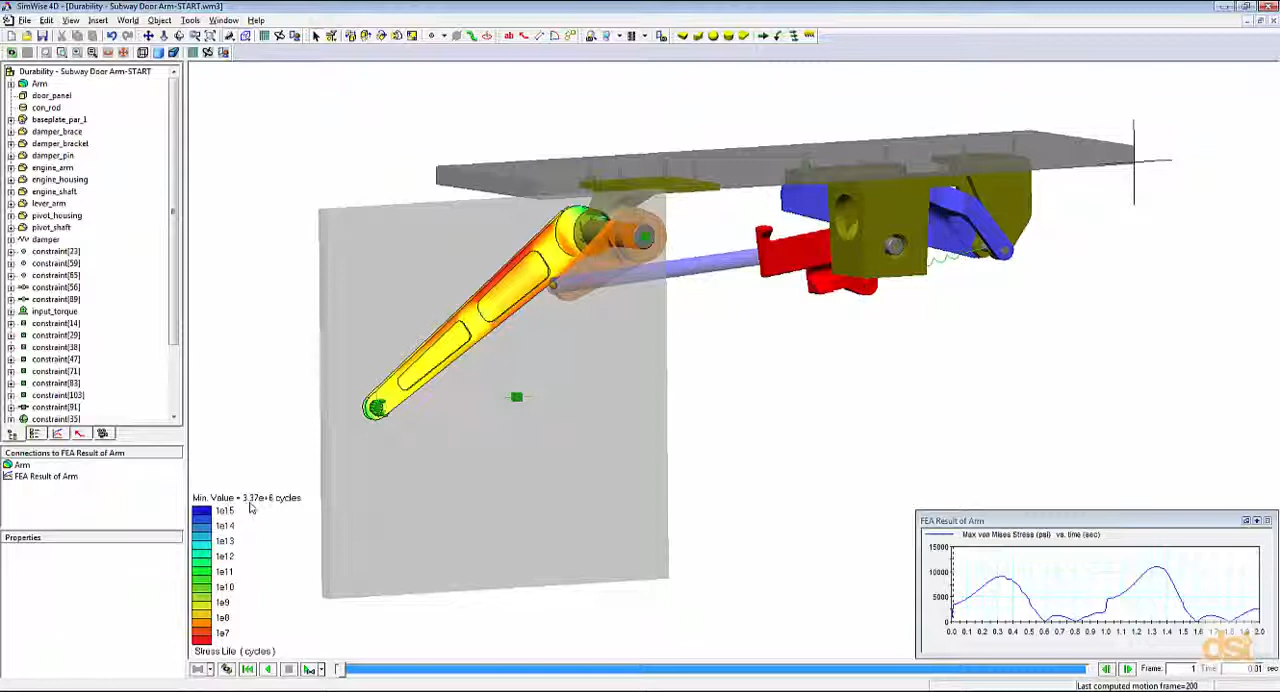 SimWise 4D - [Durability - Subway Door Arm-START.wm3]
File Edit View Insert World Object Tools Window Help
Durability - Subway Door Arm-START
Arm
door_panel
con_rod
baseplate_par_1
damper_brace
damper_bracket
damper_pin
engine_arm
engine_housing
engine_shaft
lever_arm
pivot_housing
pivot_shaft
damper
constraint[23]
constraint[59]
constraint[65]
constraint[56]
constraint[89]
input_torque
constraint[14]
constraint[29]
constraint[38]
constraint[47]
constraint[71]
constraint[83]
constraint[103]
constraint[91]
constraint[35]
Connections to FEA Result of Arm
Arm
FEA Result of Arm
Properties
Min. Value = 3.37e+6 cycles
1e15
1e14
1e13
1e12
1e11
1e10
1e9
1e8
1e7
Stress Life (cycles)
FEA Result of Arm
Max von Mises Stress (psi) vs. time (sec)
15000
10000
5000
0.0 0.1 0.2 0.3 0.4 0.5 0.6 0.7 0.8 0.9 1.0 1.1 1.2 1.3 1.4 1.5 1.6 1.7 1.8 1.9 2.0
dsi
Frame: 1 Time: 0.01 sec
Last computed motion frame=200